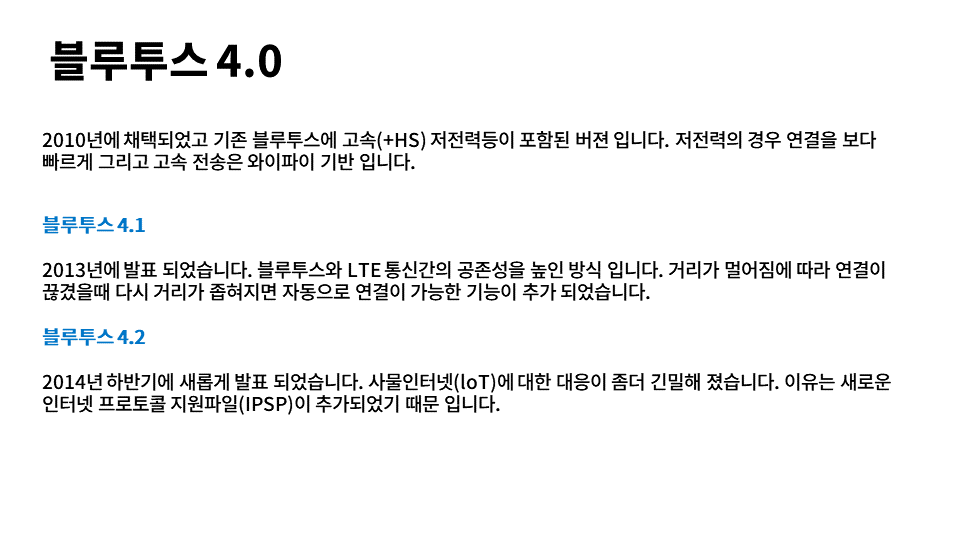 블루투스 4.0
2010년에 채택되었고 기존 블루투스에 고속(+HS) 저전력등이 포함된 버젼 입니다. 저전력의 경우 연결을 보다
빠르게 그리고 고속 전송은 와이파이 기반 입니다.
블루투스 4.1
2013년에 발표 되었습니다. 블루투스와 LTE 통신간의 공존성을 높인 방식 입니다. 거리가 멀어짐에 따라 연결이
끊겼을때 다시 거리가 좁혀지면 자동으로 연결이 가능한 기능이 추가 되었습니다.
블루투스 4.2
2014년 하반기에 새롭게 발표 되었습니다. 사물인터넷(loT)에 대한 대응이 좀더 긴밀해 졌습니다. 이유는 새로운
인터넷 프로토콜 지원파일(IPSP)이 추가되었기 때문 입니다.